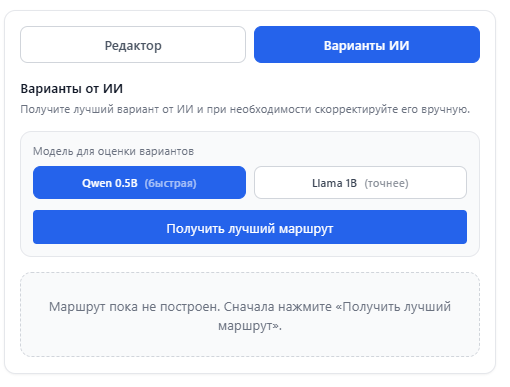 Редактор
Варианты ИИ
Варианты от ИИ
Получите лучший вариант от ИИ и при необходимости скорректируйте его вручную.
Модель для оценки вариантов
Qwen 0.5B (быстрая)
Llama 1B (точнее)
Получить лучший маршрут
Маршрут пока не построен. Сначала нажмите «Получить лучший
маршрут».